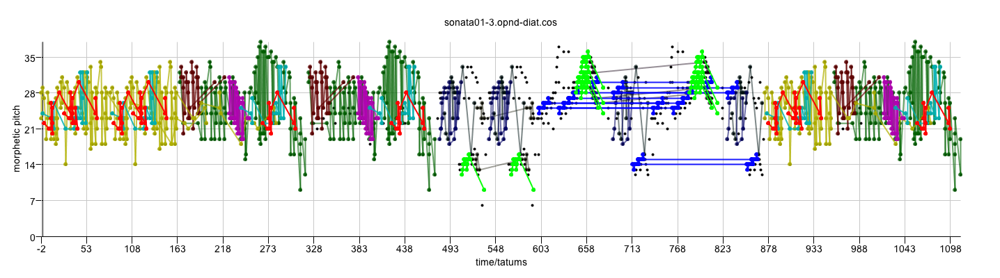 sonata01-3.opnd-diat.cos
morphetic pitch
35
28
21
14
7
0
-2 53 108 163 218 273 328 383 438 493 548 603 658 713 768 823 878 933 988 1043 1098
time/tatums